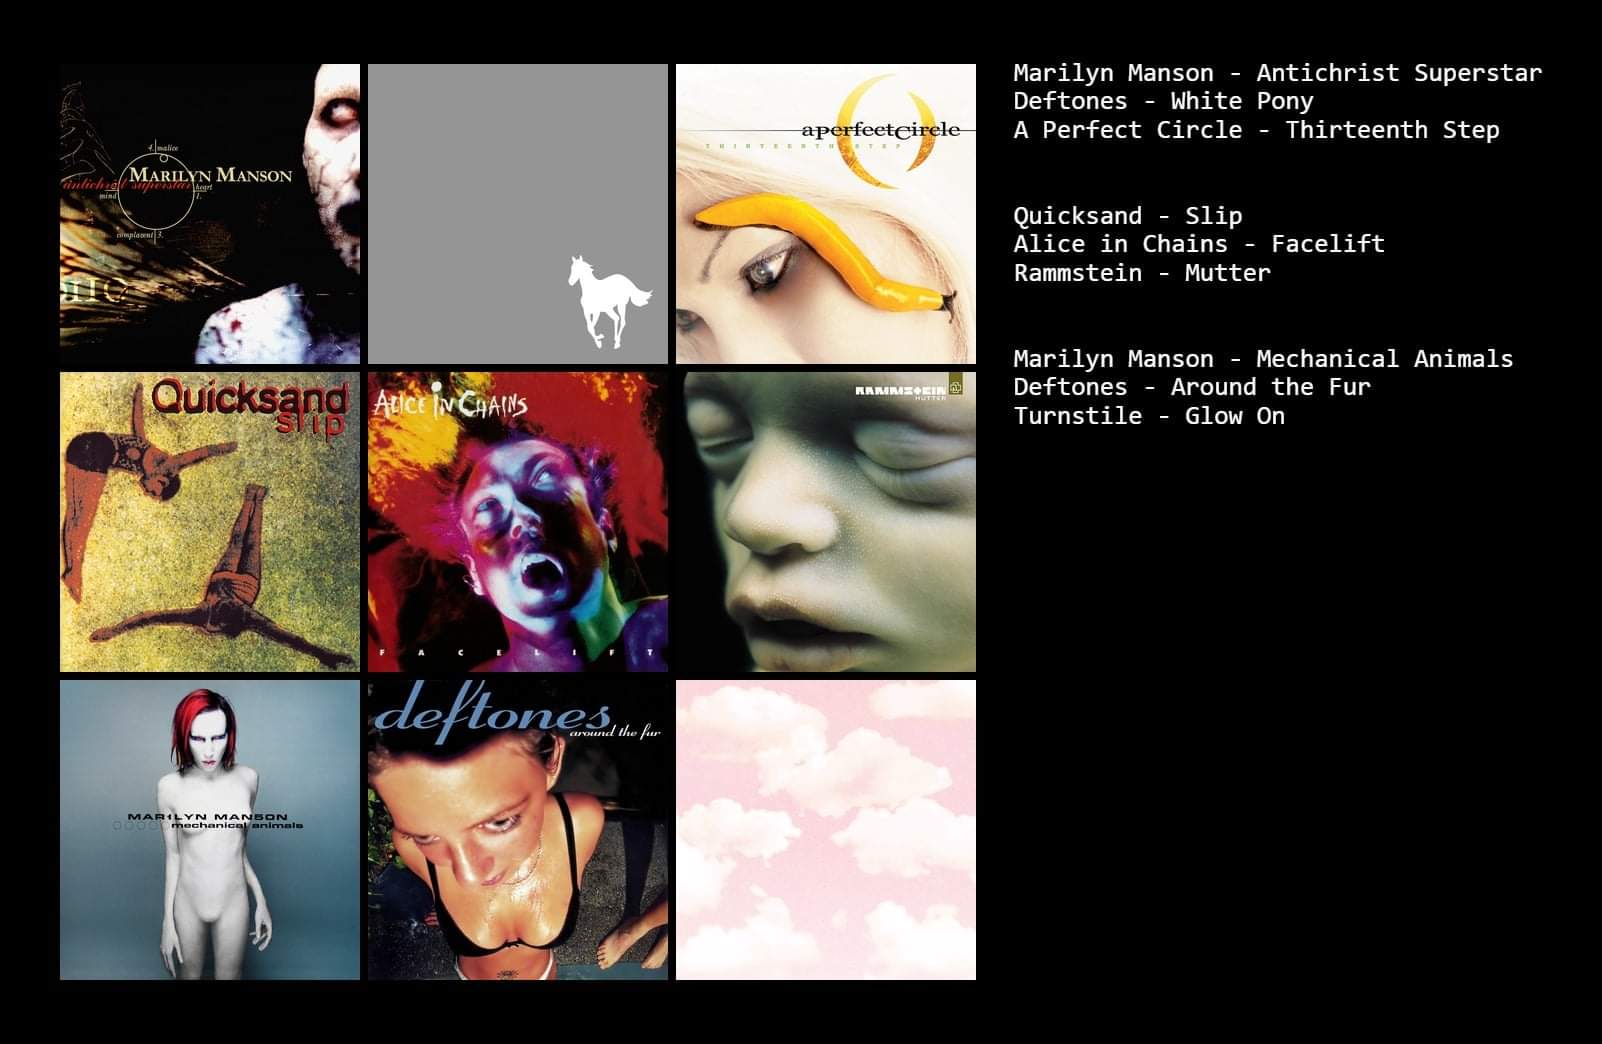 4. malice
MARILYN MANSON
antichrist superstar
heart
mind
1.
complacent 3.
aperfectcircle
THIRTEENTH STEP
Quicksand
slip
ALICE IN CHAINS
FACELIFT
RAMMSTEIN
MUTTER
MARILYN MANSON
mechanical animals
deftones
around the fur
Marilyn Manson - Antichrist Superstar
Deftones - White Pony
A Perfect Circle - Thirteenth Step
Quicksand - Slip
Alice in Chains - Facelift
Rammstein - Mutter
Marilyn Manson - Mechanical Animals
Deftones - Around the Fur
Turnstile - Glow On